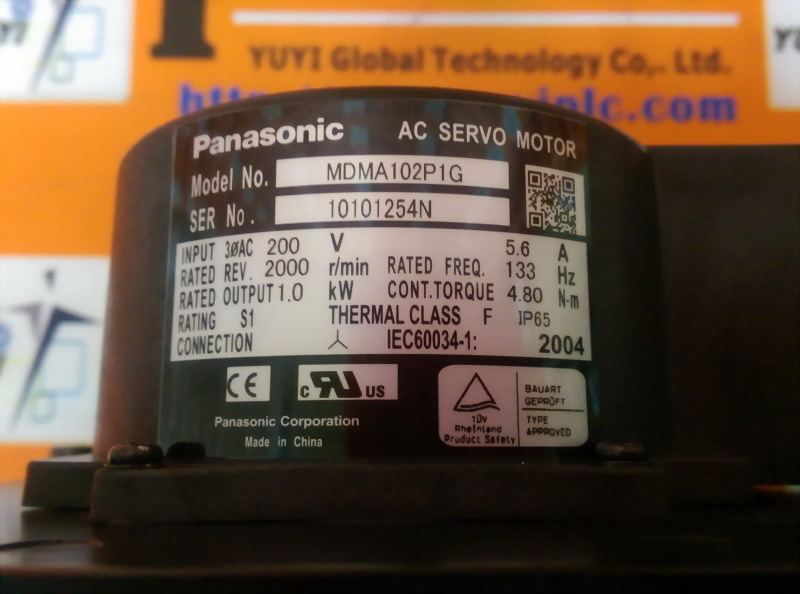 YUYI Global Technology Co,. Ltd.
plc.com
Panasonic AC SERVO MOTOR
Model No. MDMA102P1G
SER No. 10101254N
INPUT 3øAC 200 V 5.6 A
RATED REV. 2000 r/min RATED FREQ. 133 Hz
RATED OUTPUT 1.0 kW CONT.TORQUE 4.80 N·m
RATING S1 THERMAL CLASS F IP65
CONNECTION IEC60034-1: 2004
CE c RU US
Panasonic Corporation
Made in China
TÜV
Rheinland
Product Safety
BAUART
GEPRÜFT
TYPE
APPROVED